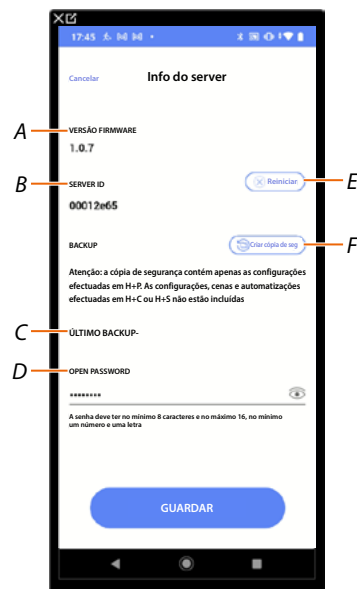 17:45
Cancelar
Info do server
A
VERSÃO FIRMWARE
1.0.7
B
SERVER ID
Reiniciar
E
00012e65
BACKUP
Criar cópia de seg
F
Atenção: a cópia de segurança contém apenas as configurações
efectuadas em H+P. As configurações, cenas e automatizações
efectuadas em H+C ou H+S não estão incluídas
C
ÚLTIMO BACKUP-
D
OPEN PASSWORD
••••••••
A senha deve ter no mínimo 8 caracteres e no máximo 16, no mínimo
um número e uma letra
GUARDAR